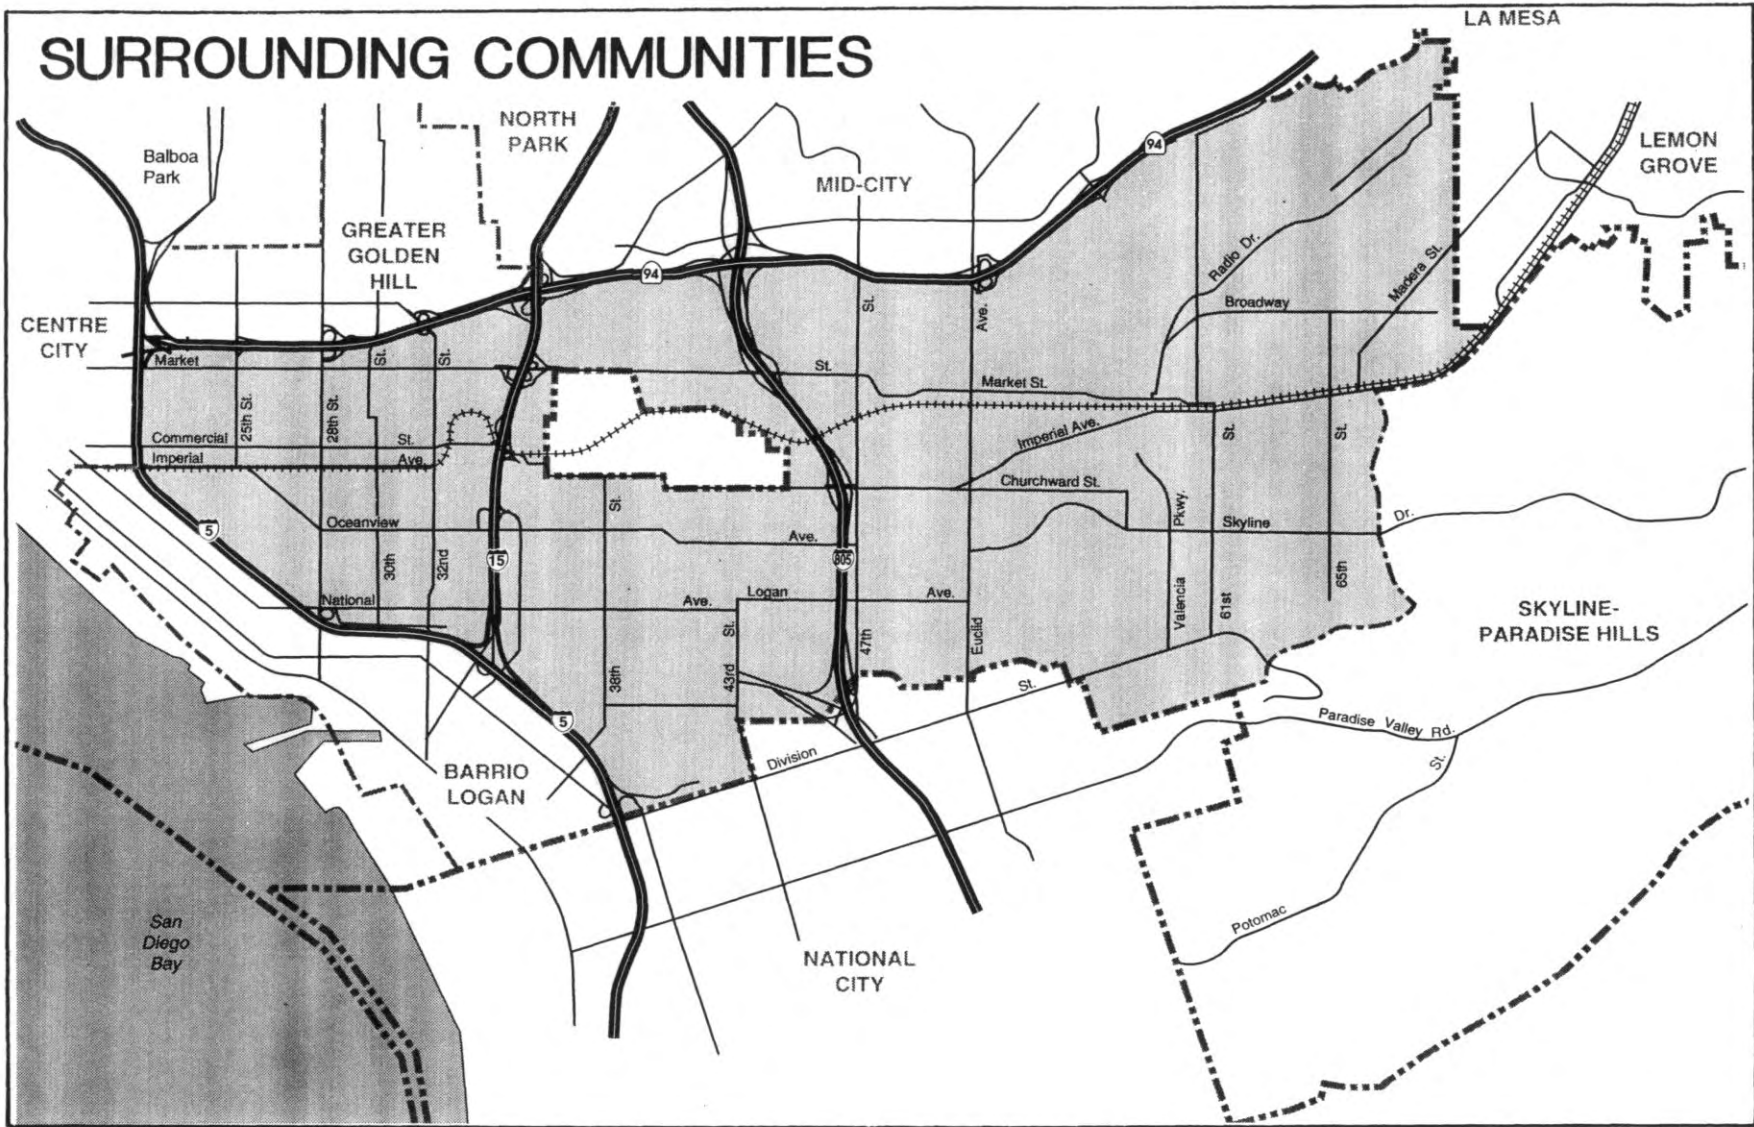 SURROUNDING COMMUNITIES
LA MESA
NORTH
PARK
Balboa
Park
94
LEMON
GROVE
MID-CITY
GREATER
GOLDEN
HILL
Radio Dr.
Madera St.
94
Broadway
CENTRE
CITY
St.
Ave.
Market
St.
St.
St.
Market St.
25th St.
28th St.
Commercial
St.
Imperial
Ave.
Imperial Ave.
St.
St.
Churchward St.
St.
Pkwy.
5
Oceanview
Ave.
Skyline
Dr.
15
805
30th
32nd
65th
National
Ave.
Logan
Ave.
Valencia
61st
St.
47th
Euclid
SKYLINE-
PARADISE HILLS
38th
43rd
St.
5
Paradise Valley Rd.
St.
Division
BARRIO
LOGAN
San
Diego
Bay
Potomac
NATIONAL
CITY